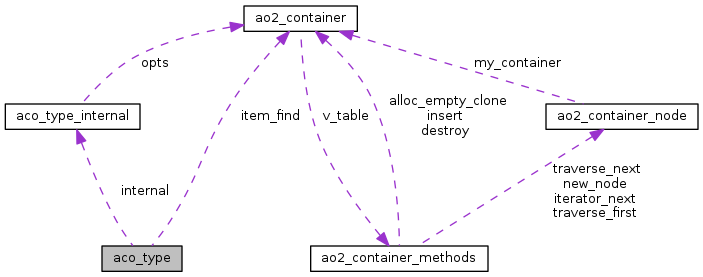 ao2_container
opts
my_container
alloc_empty_clone
aco_type_internal
item_find
v_table
insert
ao2_container_node
destroy
traverse_next
internal
new_node
iterator_next
traverse_first
aco_type
ao2_container_methods